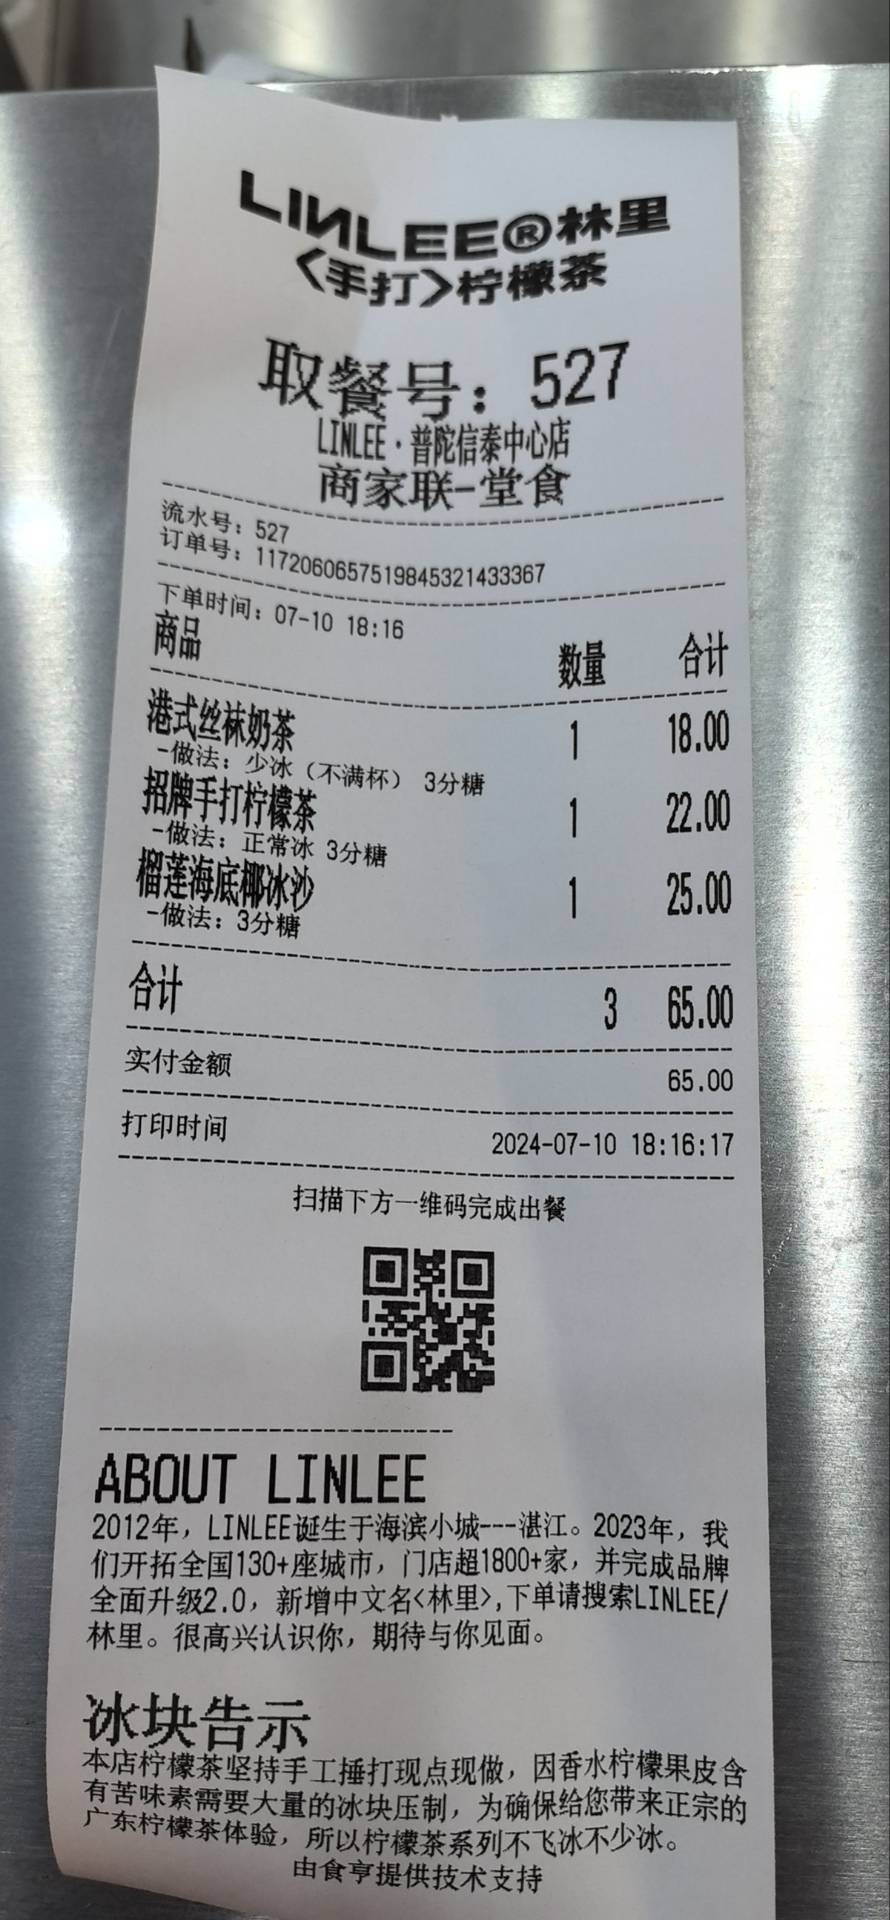 LINLEE®林里
<手打>柠檬茶
取餐号：527
LINLEE·普陀信泰中心店
商家联-堂食
流水号：527
订单号：1172060657519845321433367
下单时间：07-10 18:16
商品 数量 合计
港式丝袜奶茶 1 18.00
-做法：少冰（不满杯） 3分糖
招牌手打柠檬茶 1 22.00
-做法：正常冰 3分糖
榴莲海底椰冰沙 1 25.00
-做法：3分糖
合计 3 65.00
实付金额 65.00
打印时间 2024-07-10 18:16:17
扫描下方一维码完成出餐
ABOUT LINLEE
2012年，LINLEE诞生于海滨小城---湛江。2023年，我
们开拓全国130+座城市，门店超1800+家，并完成品牌
全面升级2.0，新增中文名<林里>,下单请搜索LINLEE/
林里。很高兴认识你，期待与你见面。
冰块告示
本店柠檬茶坚持手工捶打现点现做，因香水柠檬果皮含
有苦味素需要大量的冰块压制，为确保给您带来正宗的
广东柠檬茶体验，所以柠檬茶系列不飞冰不少冰。
由食亨提供技术支持